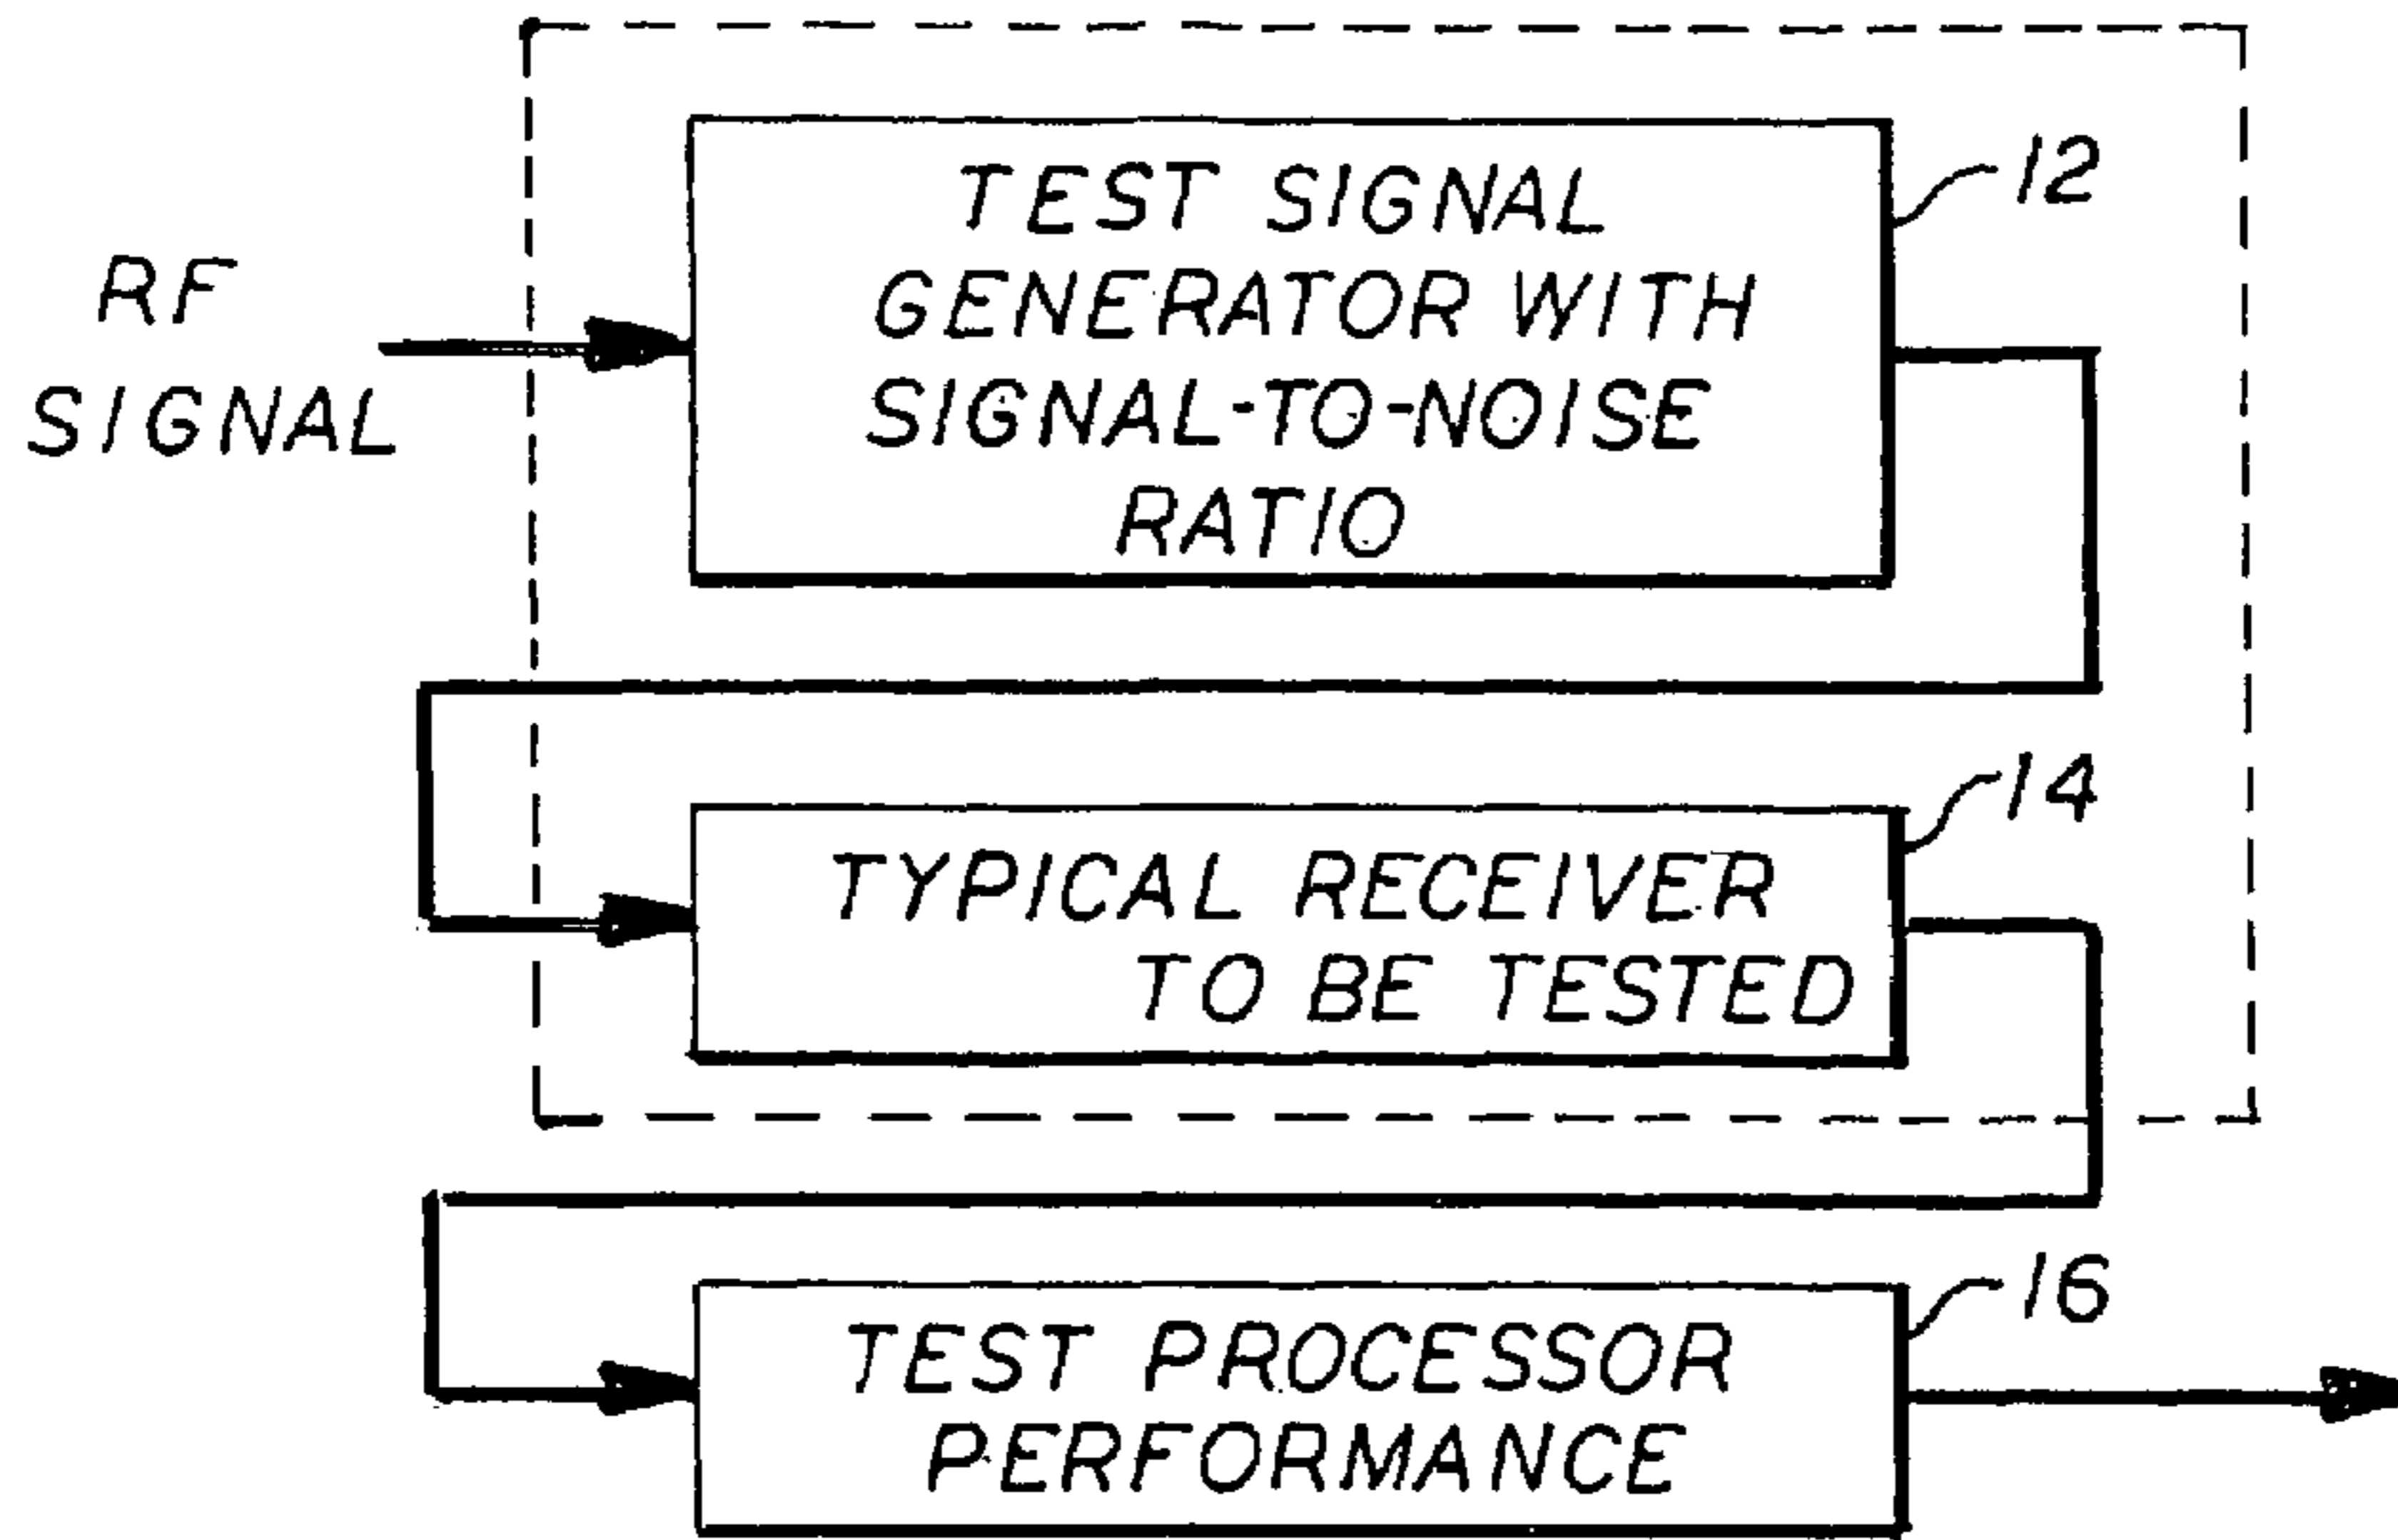 RF
SIGNAL
TEST SIGNAL
GENERATOR WITH
SIGNAL-TO-NOISE
RATIO
12
TYPICAL RECEIVER
TO BE TESTED
14
TEST PROCESSOR
PERFORMANCE
16